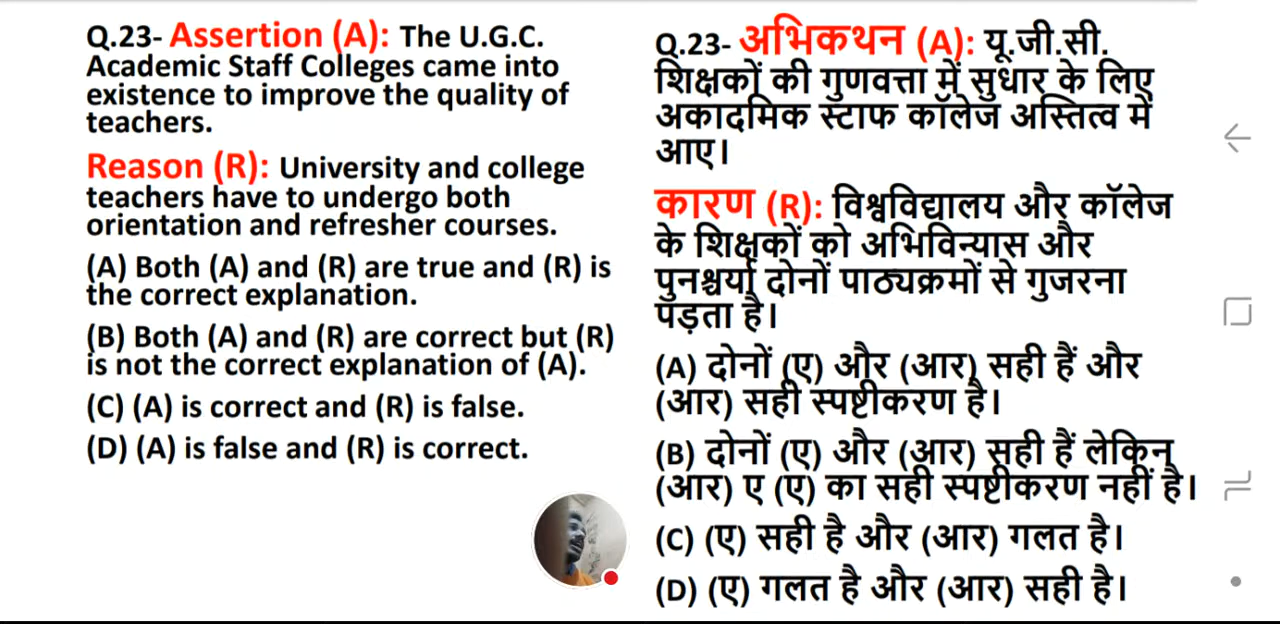 Q.23- Assertion (A): The U.G.C.
Academic Staff Colleges came into
existence to improve the quality of
teachers.
Reason (R): University and college
teachers have to undergo both
orientation and refresher courses.
(A) Both (A) and (R) are true and (R) is
the correct explanation.
(B) Both (A) and (R) are correct but (R)
is not the correct explanation of (A).
(C) (A) is correct and (R) is false.
(D) (A) is false and (R) is correct.
Q.23- अभिकथन (A): यू.जी.सी.
शिक्षकों की गुणवत्ता में सुधार के लिए
अकादमिक स्टाफ कॉलेज अस्तित्व में
आए।
कारण (R): विश्वविद्यालय और कॉलेज
के शिक्षकों को अभिविन्यास और
पुनश्चर्या दोनों पाठ्यक्रमों से गुजरना
पड़ता है।
(A) दोनों (ए) और (आर) सही हैं और
(आर) सही स्पष्टीकरण है।
(B) दोनों (ए) और (आर) सही हैं लेकिन
(आर) ए (ए) का सही स्पष्टीकरण नहीं है।
(C) (ए) सही है और (आर) गलत है।
(D) (ए) गलत है और (आर) सही है।